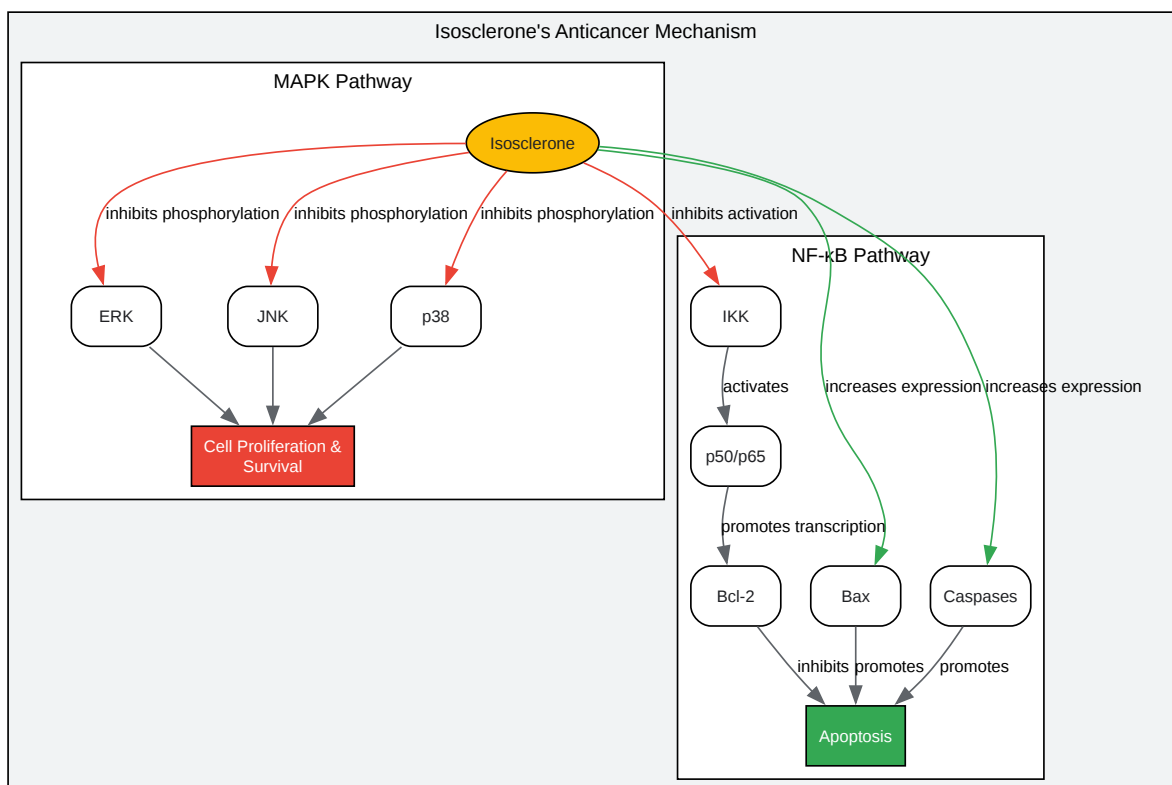 Isosclerone's Anticancer Mechanism
MAPK Pathway
Isosclerone
inhibits phosphorylation
inhibits phosphorylation
inhibits phosphorylation
inhibits activation
NF-κB Pathway
ERK
JNK
p38
IKK
activates
increases expression
increases expression
Cell Proliferation &
Survival
p50/p65
promotes transcription
Bcl-2
Bax
Caspases
inhibits
promotes
promotes
Apoptosis